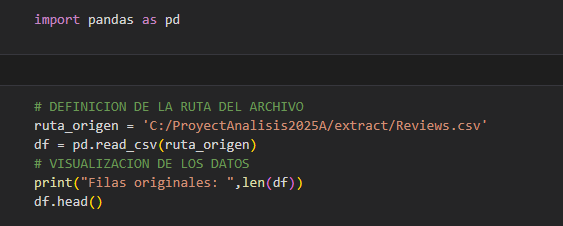 import pandas as pd
# DEFINICION DE LA RUTA DEL ARCHIVO
ruta_origen = 'C:/ProyectAnalisis2025A/extract/Reviews.csv'
df = pd.read_csv(ruta_origen)
# VISUALIZACION DE LOS DATOS
print("Filas originales: ",len(df))
df.head()